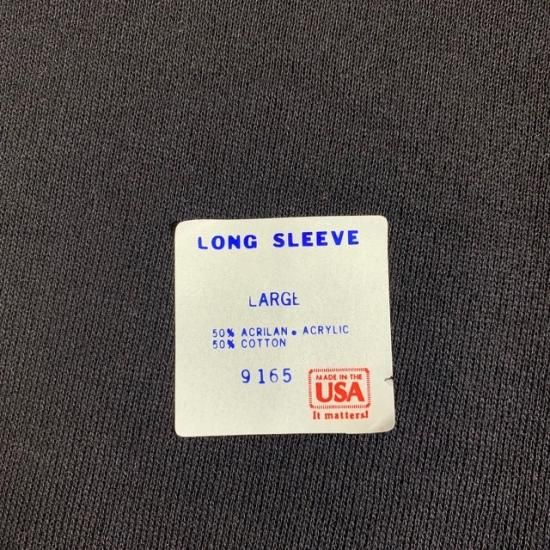 LONG SLEEVE
LARGE
50% ACRILAN • ACRYLIC
50% COTTON
9165
MADE IN THE
USA
It matters!